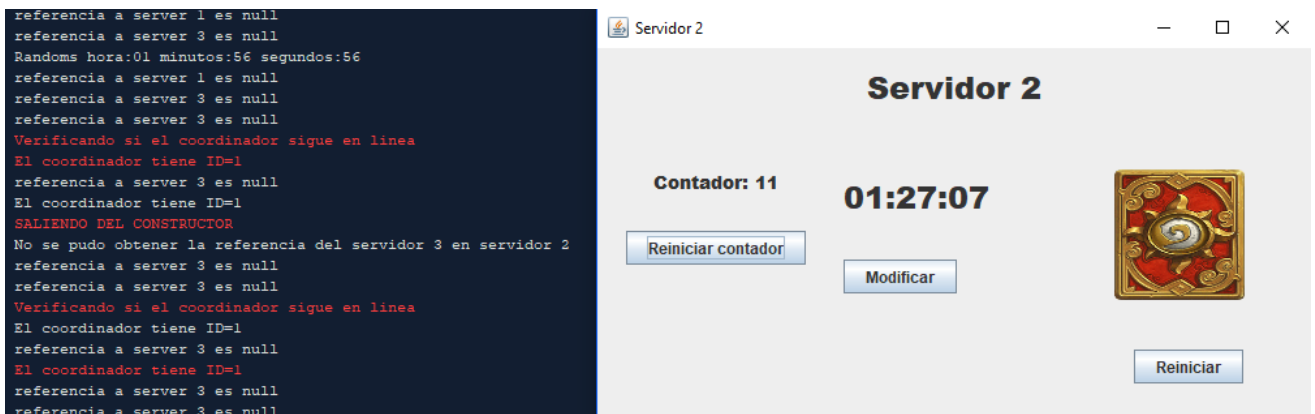 referencia a server 1 es null
referencia a server 3 es null
Randoms hora:01 minutos:56 segundos:56
referencia a server 1 es null
referencia a server 3 es null
referencia a server 3 es null
Verificando si el coordinador sigue en linea
El coordinador tiene ID=1
referencia a server 3 es null
El coordinador tiene ID=1
SALIENDO DEL CONSTRUCTOR
No se pudo obtener la referencia del servidor 3 en servidor 2
referencia a server 3 es null
referencia a server 3 es null
Verificando si el coordinador sigue en linea
El coordinador tiene ID=1
referencia a server 3 es null
El coordinador tiene ID=1
referencia a server 3 es null
referencia a server 3 es null
Servidor 2
Servidor 2
Contador: 11
01:27:07
Reiniciar contador
Modificar
Reiniciar